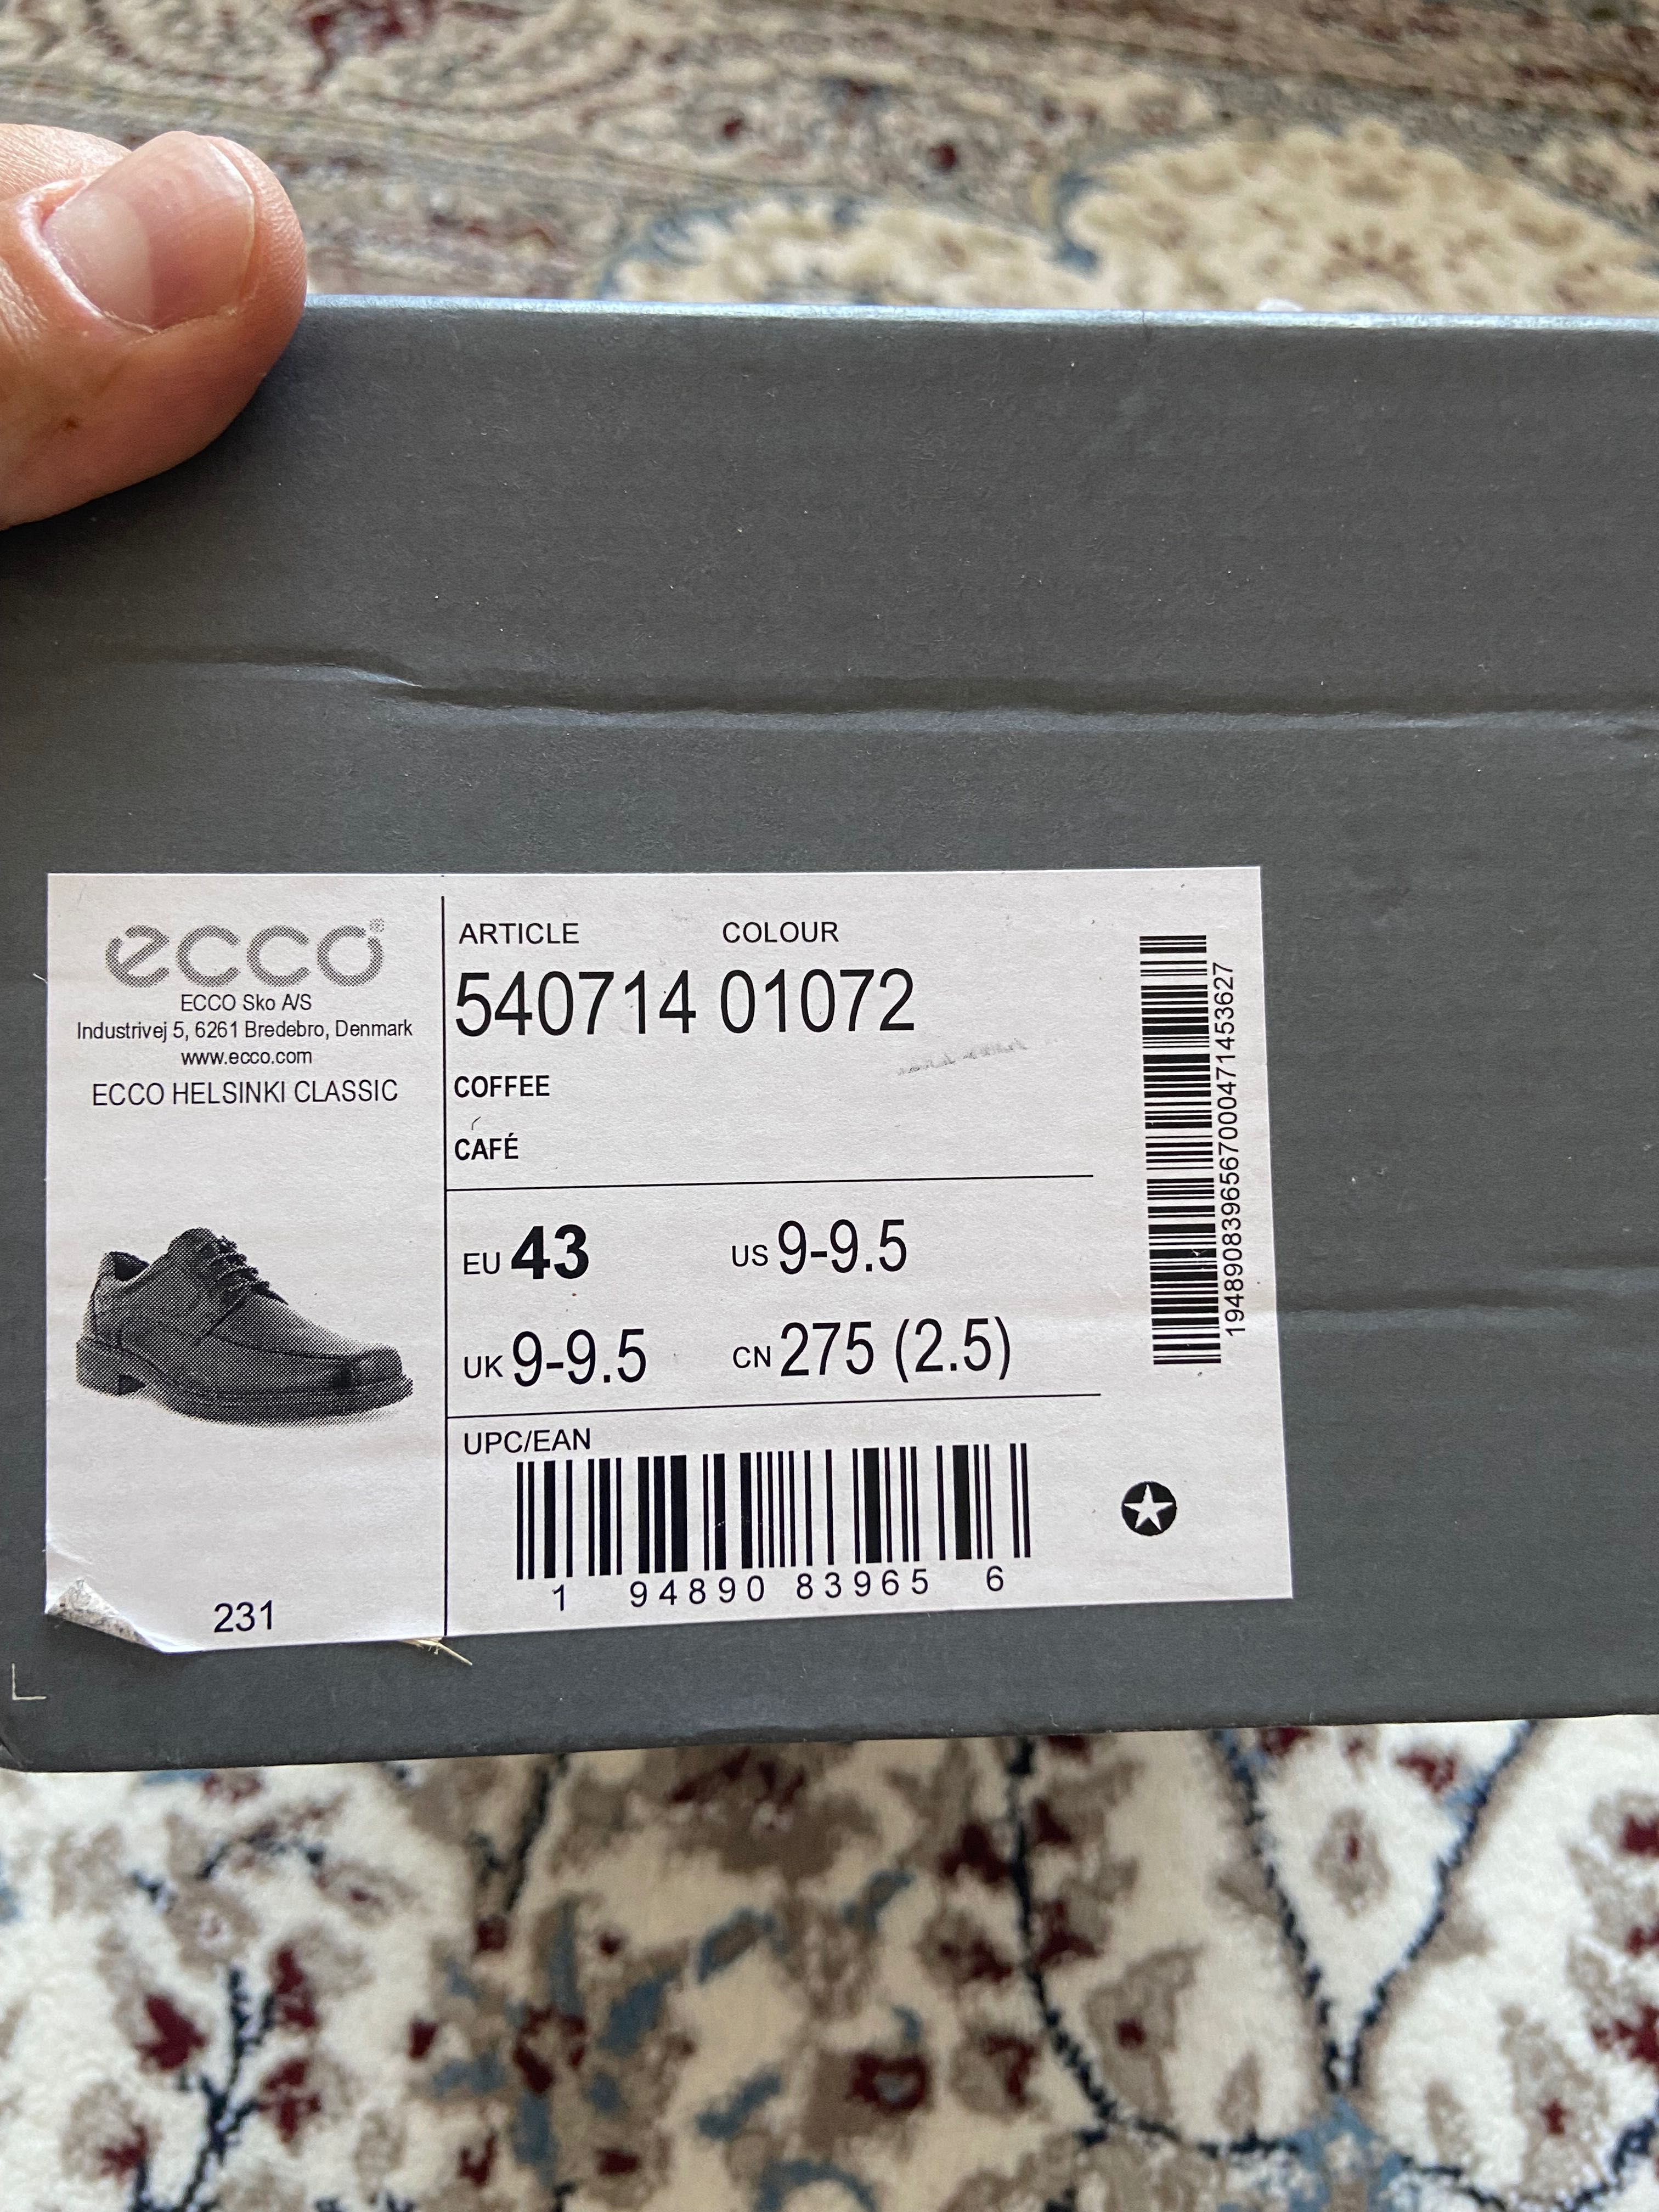 ecco®
ECCO Sko A/S
Industrivej 5, 6261 Bredebro, Denmark
www.ecco.com
ECCO HELSINKI CLASSIC
231
ARTICLE COLOUR
540714 01072
COFFEE
CAFÉ
EU 43 US 9-9.5
UK 9-9.5 CN 275 (2.5)
UPC/EAN
1 94890 83965 6
19489083965670004714 53627